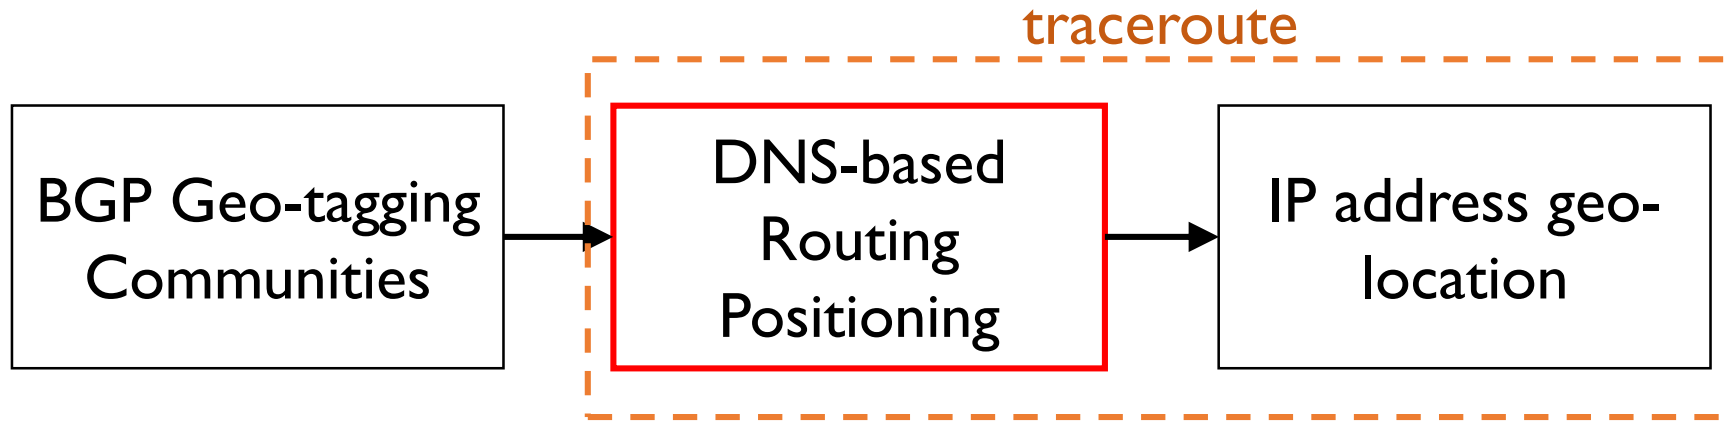 traceroute
BGP Geo-tagging
Communities
DNS-based
Routing
Positioning
IP address geo-
location